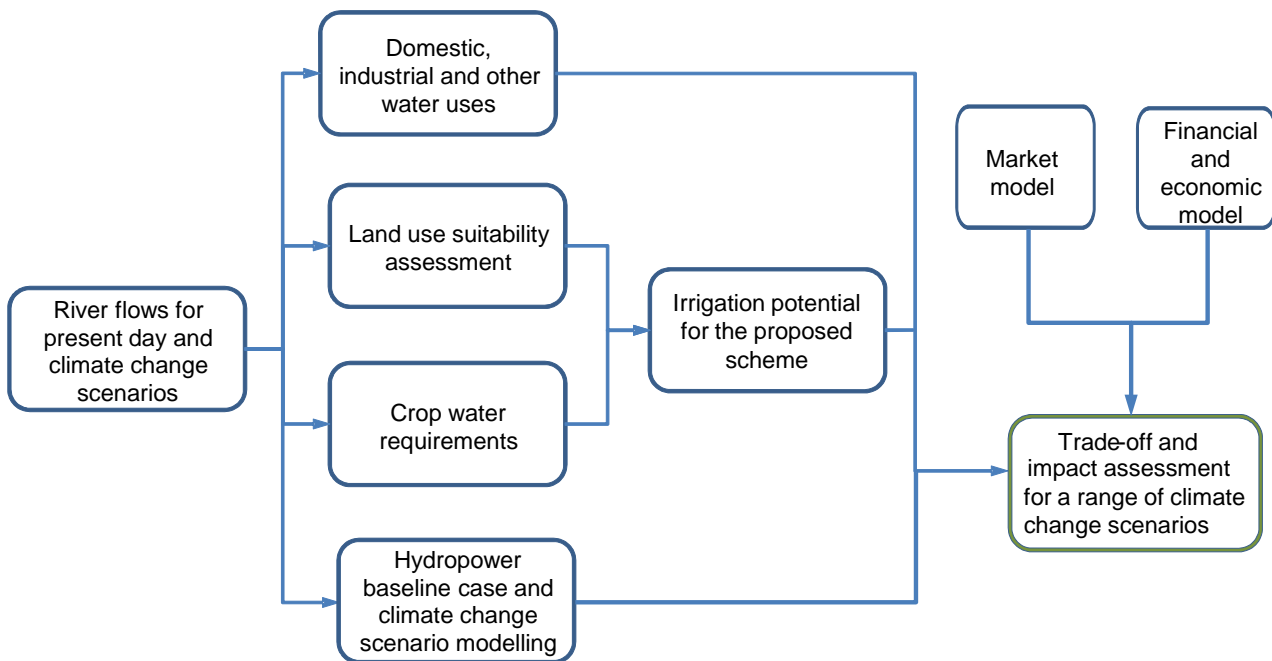 River flows for
present day and
climate change
scenarios
Domestic,
industrial and other
water uses
Land use suitability
assessment
Crop water
requirements
Hydropower
baseline case and
climate change
scenario modelling
Irrigation potential
for the proposed
scheme
Market
model
Financial
and
economic
model
Trade-off and
impact assessment
for a range of climate
change scenarios